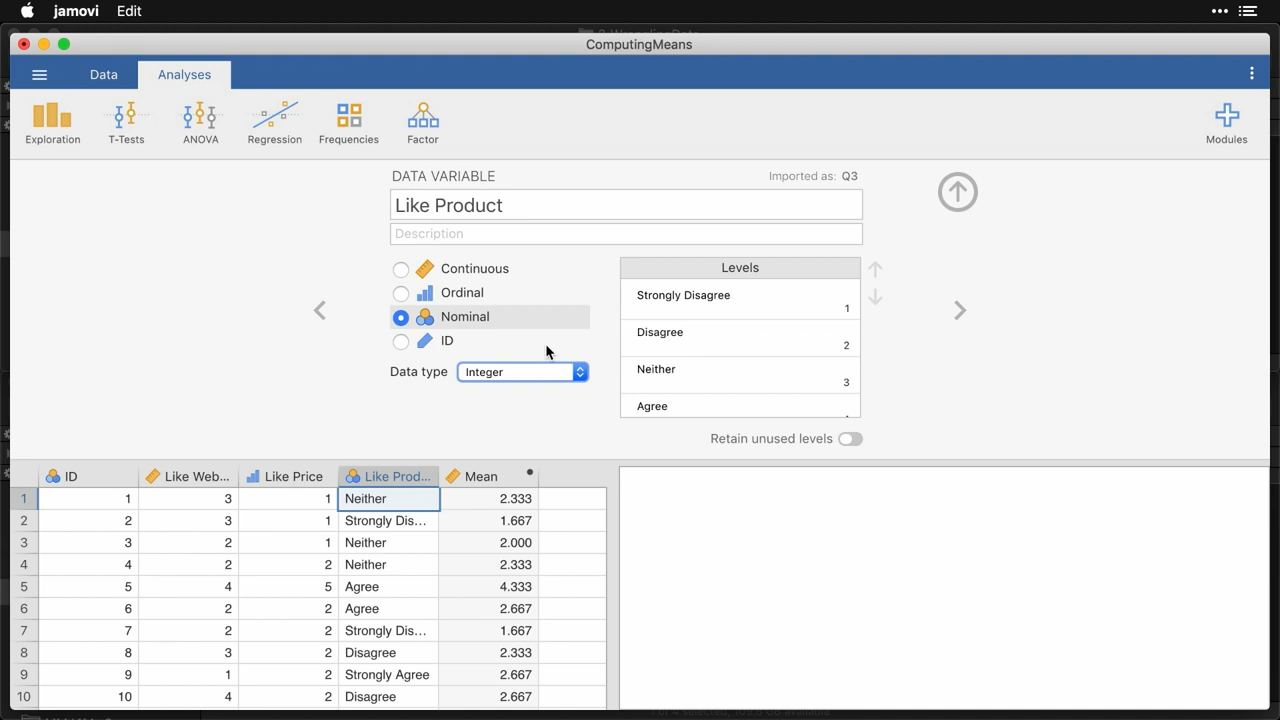 jamovi Edit
ComputingMeans
Data Analyses
Exploration T-Tests ANOVA Regression Frequencies Factor Modules
DATA VARIABLE Imported as: Q3
Like Product
Description
Continuous
Ordinal
Nominal
ID
Data type Integer
Levels
Strongly Disagree
1
Disagree
2
Neither
3
Agree
Retain unused levels
ID Like Web... Like Price Like Prod... Mean
1 1 3 1 Neither 2.333
2 2 3 1 Strongly Dis... 1.667
3 3 2 1 Neither 2.000
4 4 2 2 Neither 2.333
5 5 4 5 Agree 4.333
6 6 2 2 Agree 2.667
7 7 2 2 Strongly Dis... 1.667
8 8 3 2 Disagree 2.333
9 9 1 2 Strongly Agree 2.667
10 10 4 2 Disagree 2.667